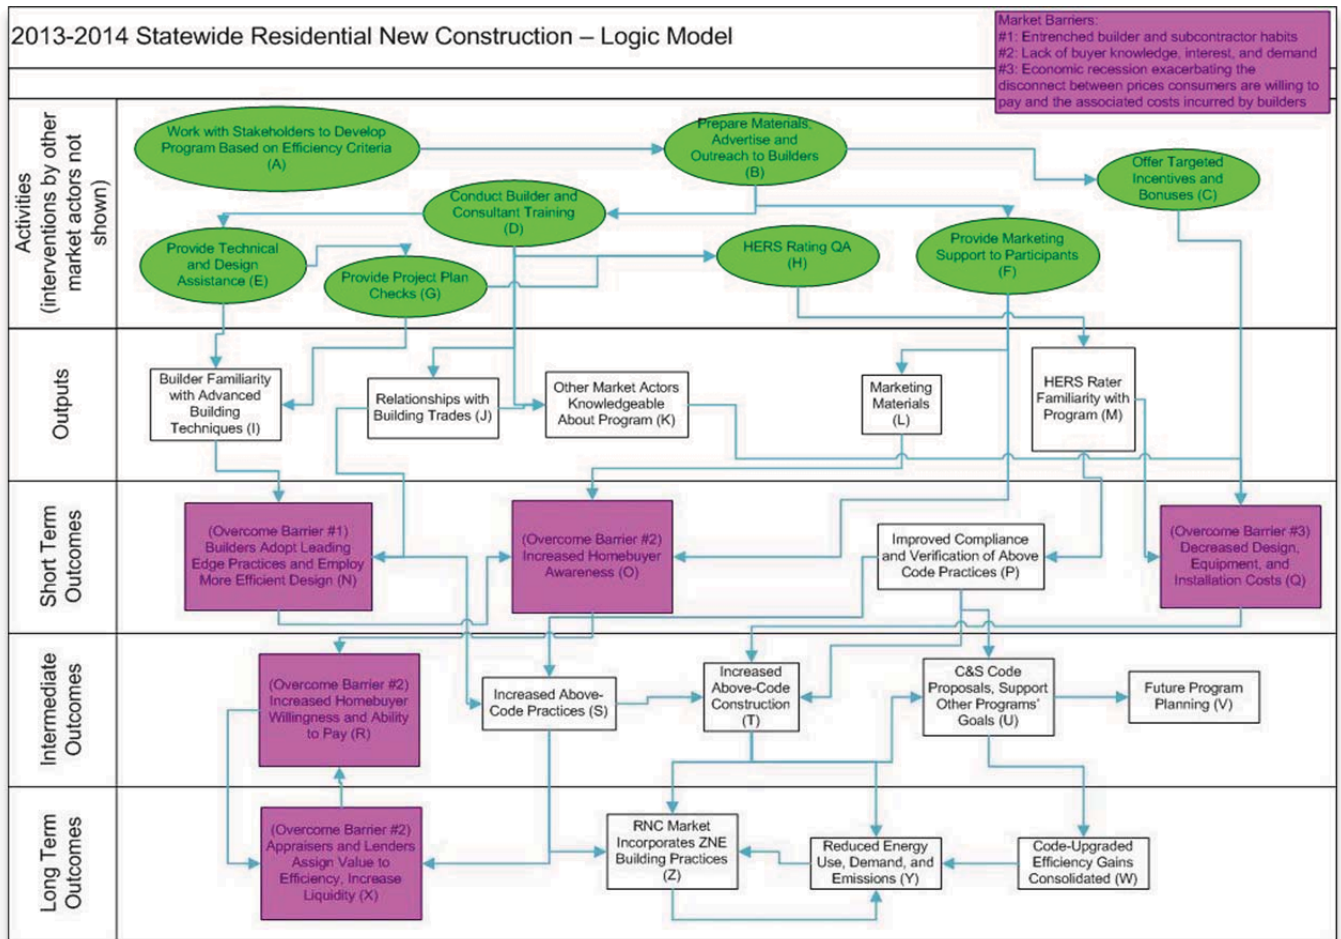 2013-2014 Statewide Residential New Construction – Logic Model
Market Barriers:
#1: Entrenched builder and subcontractor habits
#2: Lack of buyer knowledge, interest, and demand
#3: Economic recession exacerbating the
disconnect between prices consumers are willing to
pay and the associated costs incurred by builders
Activities
(interventions by other
market actors not
shown)
Work with Stakeholders to Develop
Program Based on Efficiency Criteria
(A)
Prepare Materials,
Advertise and
Outreach to Builders
(B)
Offer Targeted
Incentives and
Bonuses (C)
Conduct Builder and
Consultant Training
(D)
Provide Technical
and Design
Assistance (E)
Provide Project Plan
Checks (G)
HERS Rating QA
(H)
Provide Marketing
Support to Participants
(F)
Outputs
Builder Familiarity
with Advanced
Building
Techniques (I)
Relationships with
Building Trades (J)
Other Market Actors
Knowledgeable
About Program (K)
Marketing
Materials
(L)
HERS Rater
Familiarity with
Program (M)
Short Term
Outcomes
(Overcome Barrier #1)
Builders Adopt Leading
Edge Practices and Employ
More Efficient Design (N)
(Overcome Barrier #2)
Increased Homebuyer
Awareness (O)
Improved Compliance
and Verification of Above
Code Practices (P)
(Overcome Barrier #3)
Decreased Design,
Equipment, and
Installation Costs (Q)
Intermediate
Outcomes
(Overcome Barrier #2)
Increased Homebuyer
Willingness and Ability
to Pay (R)
Increased Above-
Code Practices (S)
Increased
Above-Code
Construction
(T)
C&S Code
Proposals, Support
Other Programs'
Goals (U)
Future Program
Planning (V)
Long Term
Outcomes
(Overcome Barrier #2)
Appraisers and Lenders
Assign Value to
Efficiency, Increase
Liquidity (X)
RNC Market
Incorporates ZNE
Building Practices
(Z)
Reduced Energy
Use, Demand, and
Emissions (Y)
Code-Upgraded
Efficiency Gains
Consolidated (W)